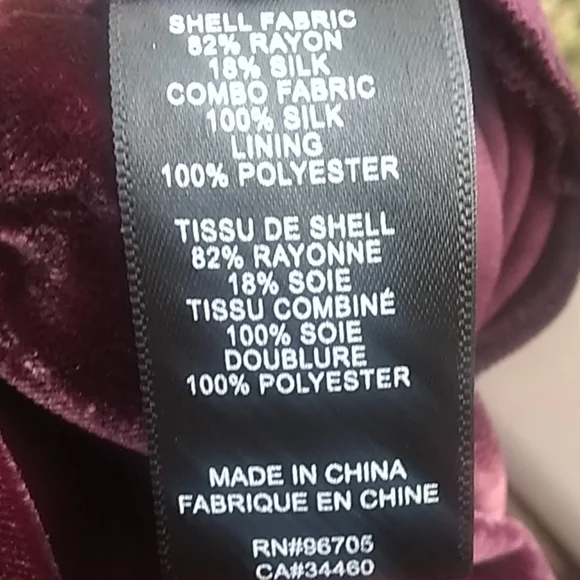 SHELL FABRIC
82% RAYON
18% SILK
COMBO FABRIC
100% SILK
LINING
100% POLYESTER
TISSU DE SHELL
82% RAYONNE
18% SOIE
TISSU COMBINÉ
100% SOIE
DOUBLURE
100% POLYESTER
MADE IN CHINA
FABRIQUE EN CHINE
RN#96705
CA#34460